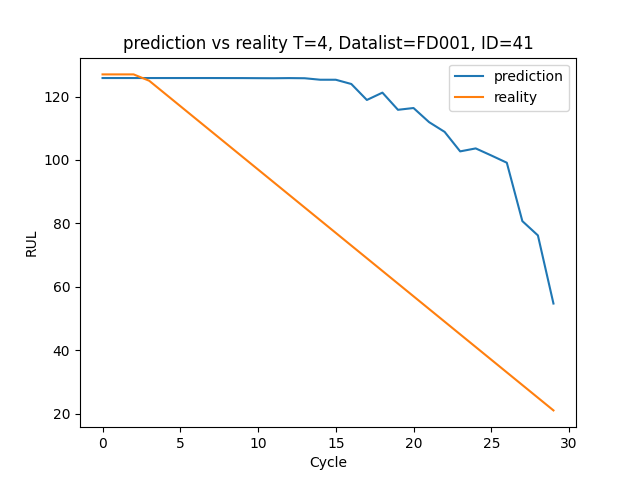 prediction vs reality T=4, Datalist=FD001, ID=41
prediction
reality
120
100
80
60
40
20
RUL
0 5 10 15 20 25 30
Cycle